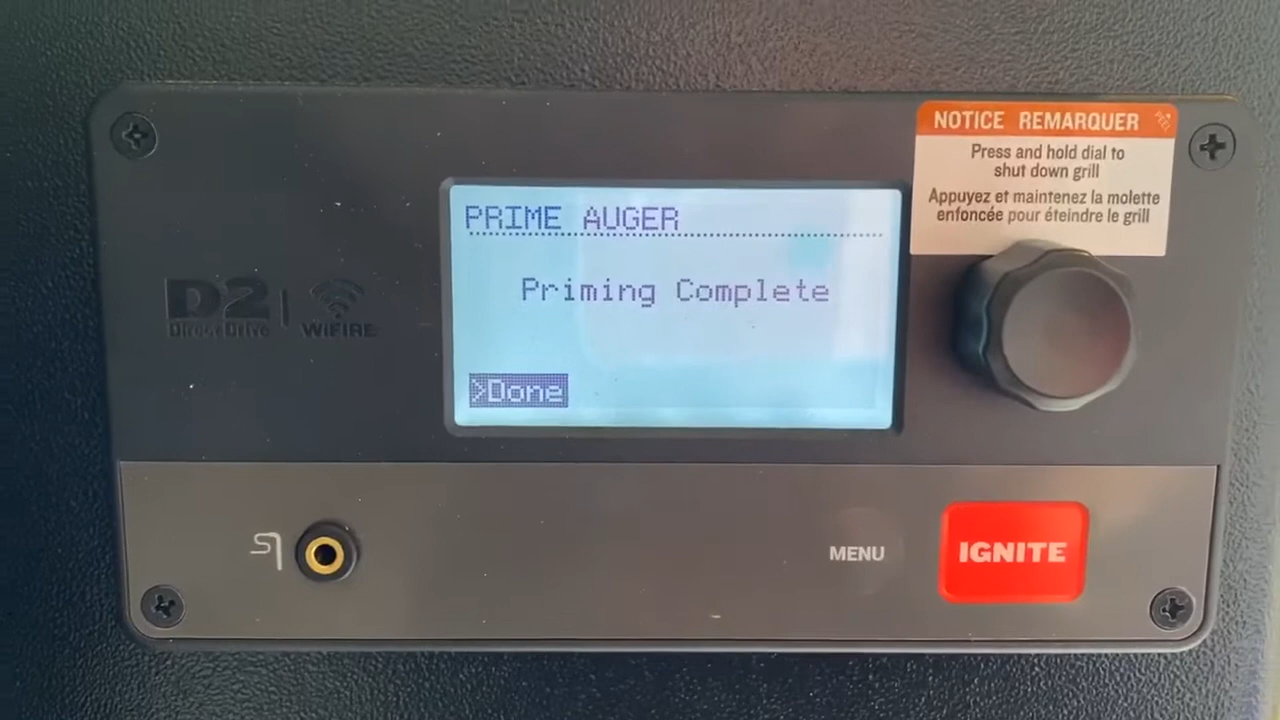 NOTICE REMARQUER
PEEL
Press and hold dial to
shut down grill
Appuyez et maintenez la molette
enfoncée pour éteindre le grill
PRIME AUGER
Priming Complete
>Done
D2
Direct Drive
WiFIRE
MENU
IGNITE